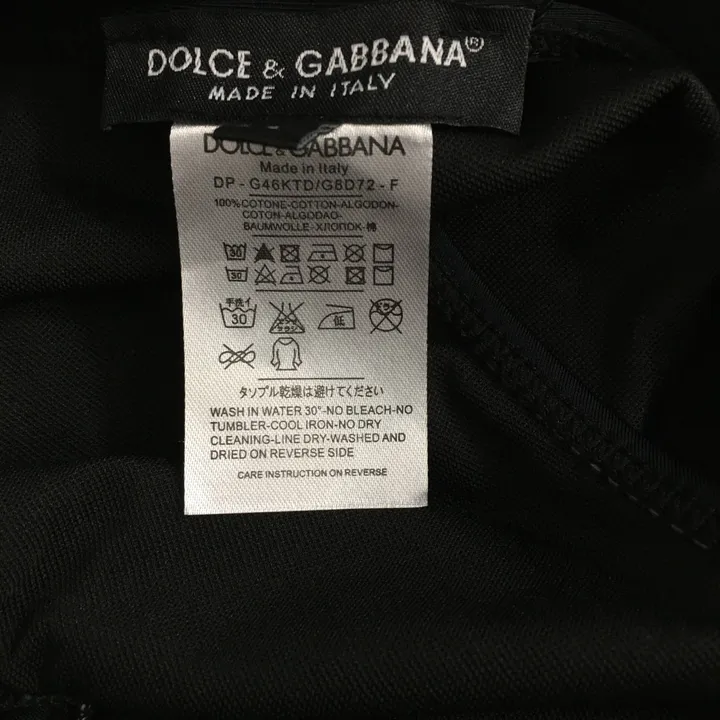 DOLCE & GABBANA®
MADE IN ITALY
DOLCE & GABBANA
Made in Italy
DP - G46KTD/G8D72 - F
100%COTONE-COTTON-ALGODON-
COTON-ALGODAO-
BAUMWOLLE-ХЛОПОК-棉
30
30
手洗イ
30
低
タソブル乾燥は避けてください
WASH IN WATER 30°-NO BLEACH-NO
TUMBLER-COOL IRON-NO DRY
CLEANING-LINE DRY-WASHED AND
DRIED ON REVERSE SIDE
CARE INSTRUCTION ON REVERSE